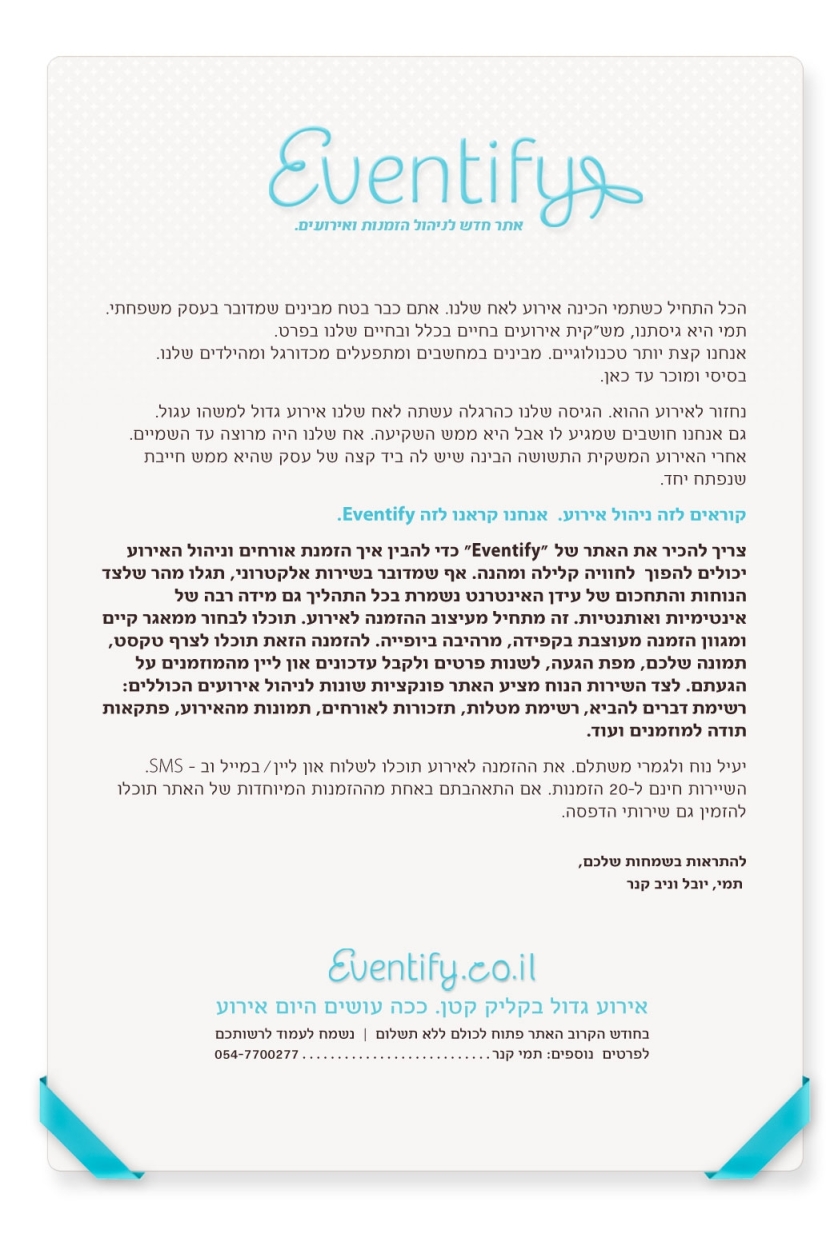 Eventify
אתר חדש לניהול הזמנות ואירועים.
הכל התחיל כשתמי הכינה אירוע לאח שלנו. אתם כבר בטח מבינים שמדובר בעסק משפחתי.
תמי היא גיסתנו, מש"קית אירועים בחיים בכלל ובחיים שלנו בפרט.
אנחנו קצת יותר טכנולוגיים. מבינים במחשבים ומתפעלים מכדורגל ומהילדים שלנו.
בסיסי ומוכר עד כאן.
נחזור לאירוע ההוא. הגיסה שלנו כהרגלה עשתה לאח שלנו אירוע גדול למשהו עגול.
גם אנחנו חושבים שמגיע לו אבל היא ממש השקיעה. אח שלנו היה מרוצה עד השמיים.
אחרי האירוע המשקית התשושה הבינה שיש לה ביד קצה של עסק שהיא ממש חייבת
שנפתח יחד.
קוראים לזה ניהול אירוע. אנחנו קראנו לזה Eventify.
צריך להכיר את האתר של "Eventify" כדי להבין איך הזמנת אורחים וניהול האירוע
יכולים להפוך לחוויה קלילה ומהנה. אף שמדובר בשירות אלקטרוני, תגלו מהר שלצד
הנוחות והתחכום של עידן האינטרנט נשמרת בכל התהליך גם מידה רבה של
אינטימיות ואותנטיות. זה מתחיל מעיצוב ההזמנה לאירוע. תוכלו לבחור ממאגר קיים
ומגוון הזמנה מעוצבת בקפידה, מרהיבה ביופייה. להזמנה הזאת תוכלו לצרף טקסט,
תמונה שלכם, מפת הגעה, לשנות פרטים ולקבל עדכונים און ליין מהמוזמנים על
הגעתם. לצד השירות הנוח מציע האתר פונקציות שונות לניהול אירועים הכוללים:
רשימת דברים להביא, רשימת מטלות, תזכורות לאורחים, תמונות מהאירוע, פתקאות
תודה למוזמנים ועוד.
יעיל נוח ולגמרי משתלם. את ההזמנה לאירוע תוכלו לשלוח און ליין / במייל וב - SMS.
השיירות חינם ל-20 הזמנות. אם התאהבתם באחת מההזמנות המיוחדות של האתר תוכלו
להזמין גם שירותי הדפסה.
להתראות בשמחות שלכם,
תמי, יובל וניב קנר
Eventify.co.il
אירוע גדול בקליק קטן. ככה עושים היום אירוע
בחודש הקרוב האתר פתוח לכולם ללא תשלום | נשמח לעמוד לרשותכם
לפרטים נוספים: תמי קנר...........................054-7700277